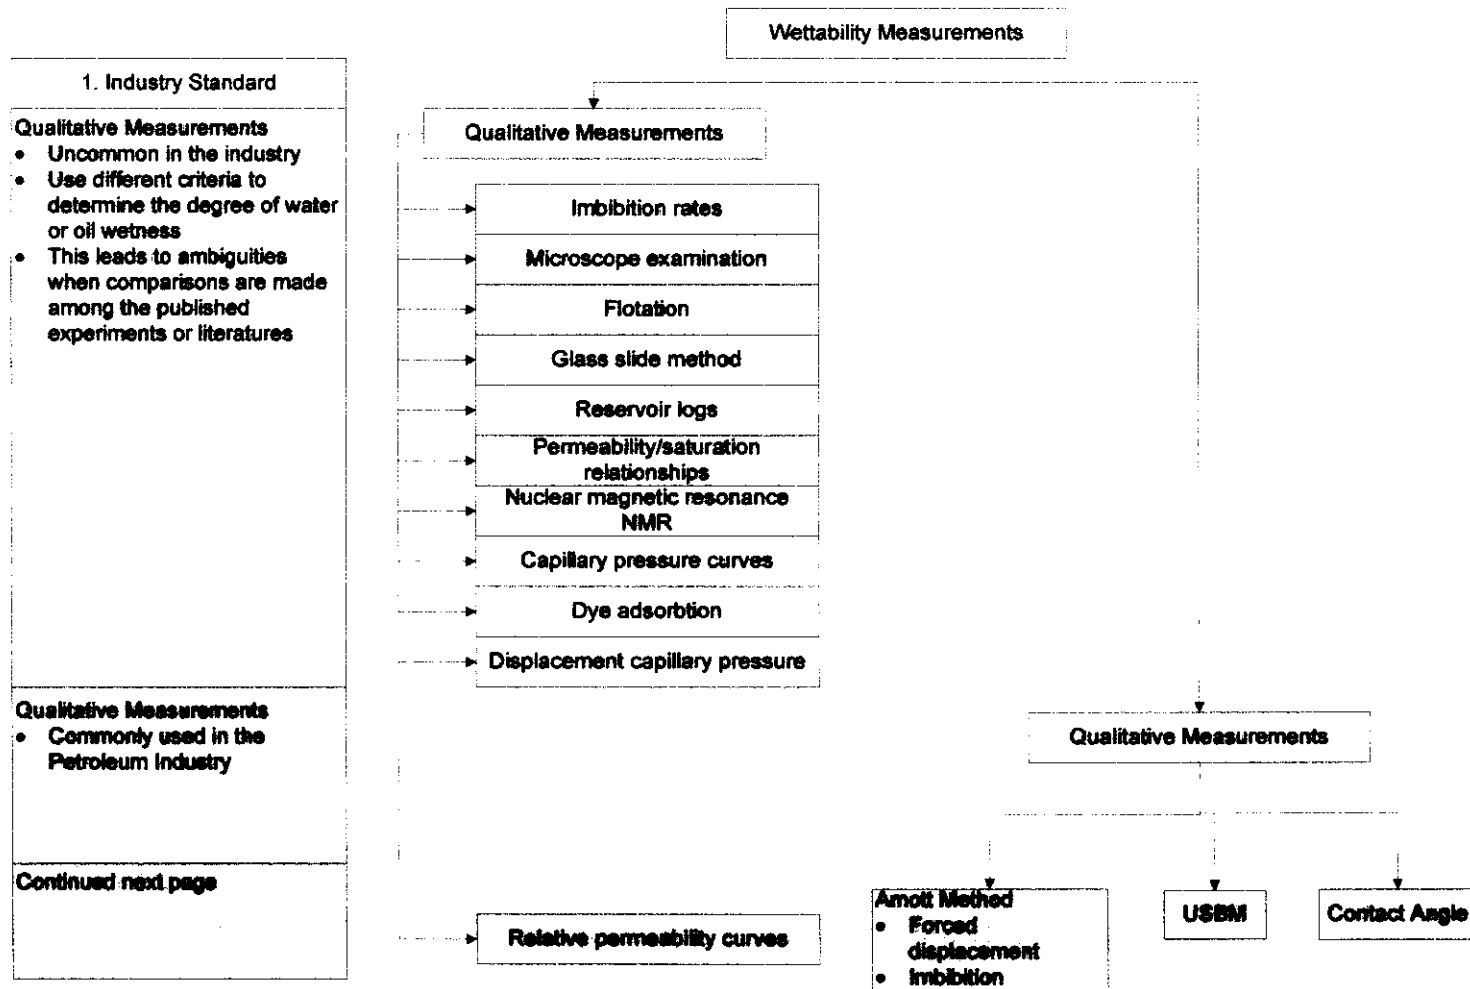 Wettability Measurements
1. Industry Standard
Qualitative Measurements
• Uncommon in the industry
• Use different criteria to
determine the degree of water
or oil wetness
• This leads to ambiguities
when comparisons are made
among the published
experiments or literatures
Qualitative Measurements
Imbibition rates
Microscope examination
Flotation
Glass slide method
Reservoir logs
Permeability/saturation
relationships
Nuclear magnetic resonance
NMR
Capillary pressure curves
Dye adsorbtion
Displacement capillary pressure
Qualitative Measurements
• Commonly used in the
Petroleum Industry
Qualitative Measurements
Continued next page
Relative permeability curves
Amott Method
• Forced
displacement
• Imbibition
USBM
Contact Angle